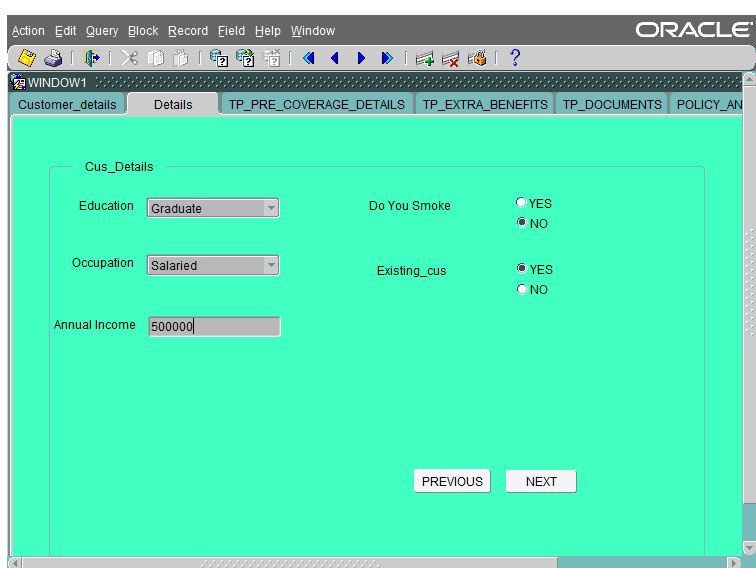 Action Edit Query Block Record Field Help Window
ORACLE
WINDOW1
Customer_details Details TP_PRE_COVERAGE_DETAILS TP_EXTRA_BENEFITS TP_DOCUMENTS POLICY_AN
Cus_Details
Education Graduate Do You Smoke YES
NO
Occupation Salaried Existing_cus YES
NO
Annual Income 500000
PREVIOUS NEXT